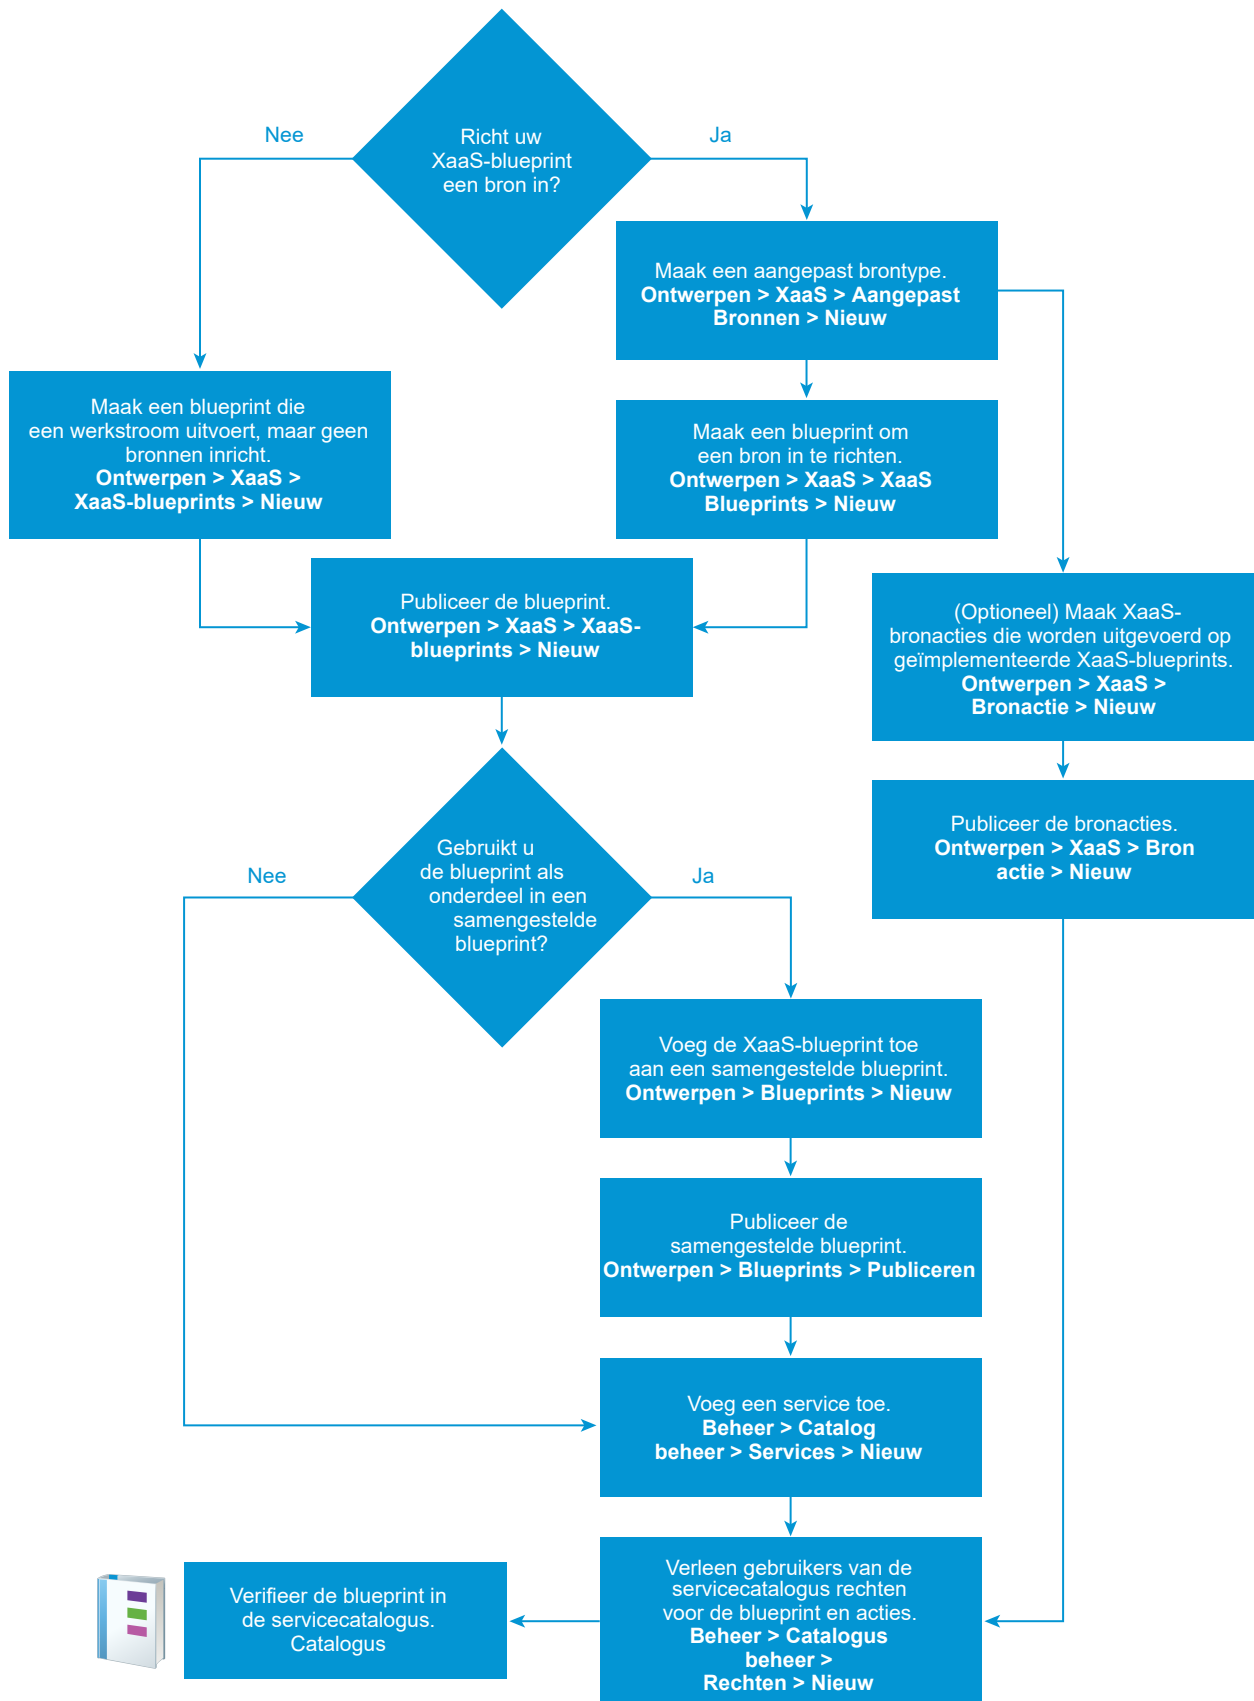 Richt uw
XaaS-blueprint
een bron in?
Nee
Ja
Maak een aangepast brontype.
Ontwerpen > XaaS > Aangepast
Bronnen > Nieuw
Maak een blueprint die
een werkstroom uitvoert, maar geen
bronnen inricht.
Ontwerpen > XaaS >
XaaS-blueprints > Nieuw
Maak een blueprint om
een bron in te richten.
Ontwerpen > XaaS > XaaS
Blueprints > Nieuw
Publiceer de blueprint.
Ontwerpen > XaaS > XaaS-
blueprints > Nieuw
(Optioneel) Maak XaaS-
bronacties die worden uitgevoerd op
geïmplementeerde XaaS-blueprints.
Ontwerpen > XaaS >
Bronactie > Nieuw
Publiceer de bronacties.
Ontwerpen > XaaS > Bron
actie > Nieuw
Gebruikt u
de blueprint als
onderdeel in een
samengestelde
blueprint?
Nee
Ja
Voeg de XaaS-blueprint toe
aan een samengestelde blueprint.
Ontwerpen > Blueprints > Nieuw
Publiceer de
samengestelde blueprint.
Ontwerpen > Blueprints > Publiceren
Voeg een service toe.
Beheer > Catalog
beheer > Services > Nieuw
Verleen gebruikers van de
servicecatalogus rechten
voor de blueprint en acties.
Beheer > Catalogus
beheer >
Rechten > Nieuw
Verifieer de blueprint in
de servicecatalogus.
Catalogus